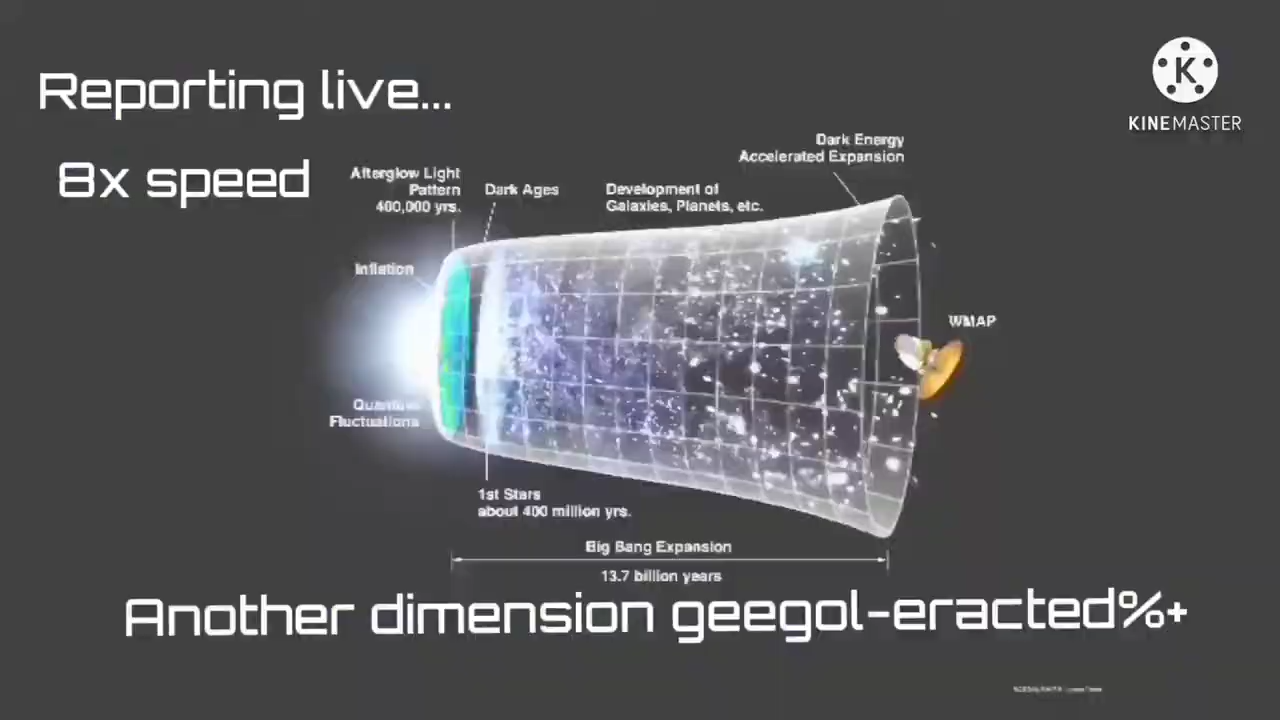 Reporting live...
8x speed
KINEMASTER
Dark Energy
Accelerated Expansion
Afterglow Light
Pattern
400,000 yrs.
Dark Ages
Development of
Galaxies, Planets, etc.
Inflation
WMAP
Quantum
Fluctuations
1st Stars
about 400 million yrs.
Big Bang Expansion
13.7 billion years
Another dimension geegol-eracted%+